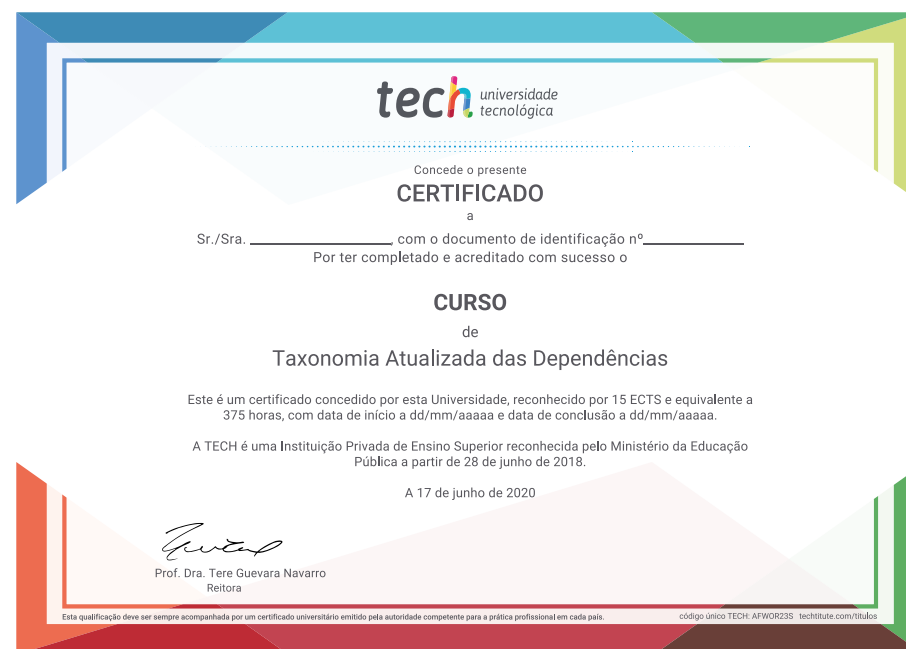 tech universidade
tecnológica
Concede o presente
CERTIFICADO
a
Sr./Sra. ____________, com o documento de identificação nº____________
Por ter completado e acreditado com sucesso o
CURSO
de
Taxonomia Atualizada das Dependências
Este é um certificado concedido por esta Universidade, reconhecido por 15 ECTS e equivalente a
375 horas, com data de início a dd/mm/aaaaa e data de conclusão a dd/mm/aaaaa.
A TECH é uma Instituição Privada de Ensino Superior reconhecida pelo Ministério da Educação
Pública a partir de 28 de junho de 2018.
A 17 de junho de 2020
Prof. Dra. Tere Guevara Navarro
Reitora
Esta qualificação deve ser sempre acompanhada por um certificado universitário emitido pela autoridade competente para a prática profissional em cada país.
código único TECH: AFWOR23S techtitute.com/titulos